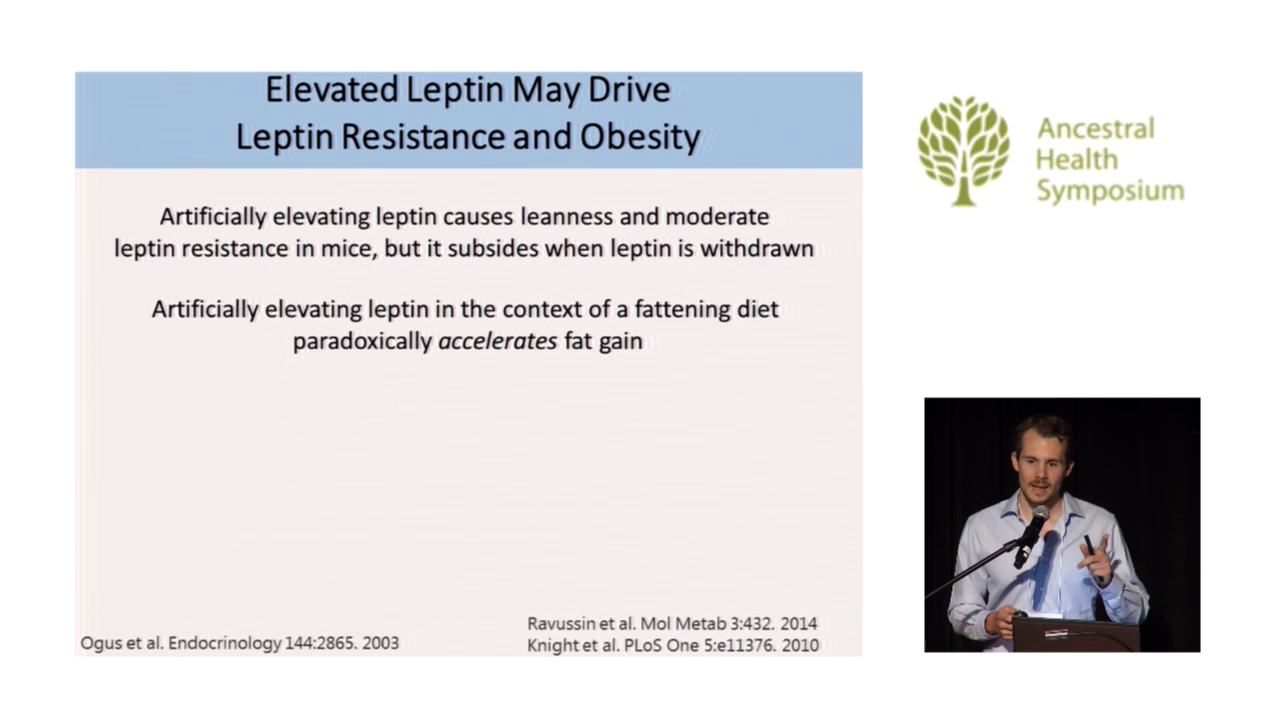 Elevated Leptin May Drive
Leptin Resistance and Obesity
Artificially elevating leptin causes leanness and moderate
leptin resistance in mice, but it subsides when leptin is withdrawn
Artificially elevating leptin in the context of a fattening diet
paradoxically accelerates fat gain
Ogus et al. Endocrinology 144:2865. 2003
Ravussin et al. Mol Metab 3:432. 2014
Knight et al. PLoS One 5:e11376. 2010
Ancestral
Health
Symposium